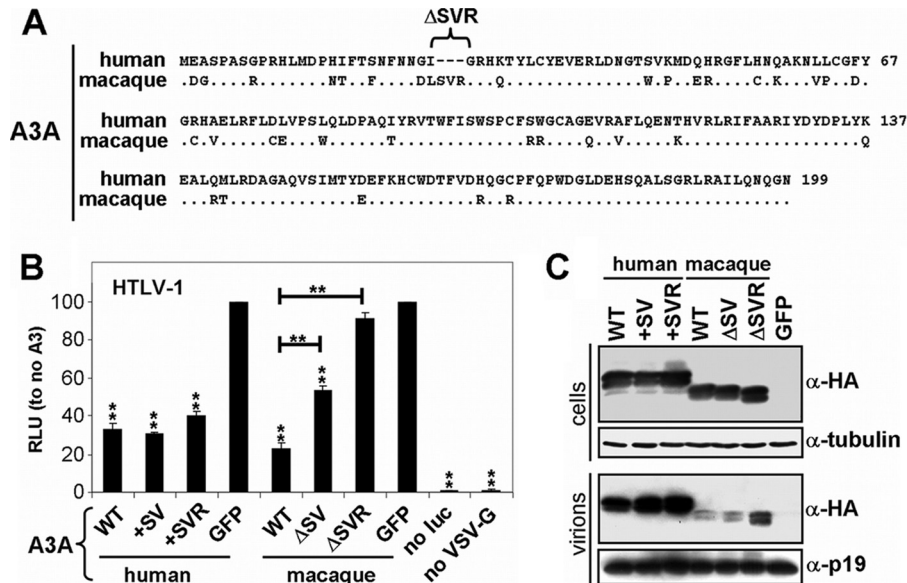 A
ΔSVR
human MEASPASGPRHLMDPHIFTSNFNNGI---GRHKTYLCYEVERLDNGTSVKMDQHRGFLHNQAKNLLCGFY 67
macaque .DG....R.......NT..F....DLSVR...Q..............W.P..ER....C.K...VP..D.
A3A
human GRHAELRFLDLVPSLQLDPAQIYRVTWFISWSPCFSWGCAGEVRAFLQENTHVRLRIFAARIYDYDPLYK 137
macaque .C.V.....CE...W......T.............RR....Q..V.....K..................Q
human EALQMLRDAGAQVSIMTYDEFKHCWDTFVDHQGCPFQPWDGLDEHSQALSGRLRAILQNQGN 199
macaque ...RT.............E...........H..R............................
B
HTLV-1
RLU (to no A3)
100
80
60
40
20
0
** ** ** ** ** ** ** ** **
A3A
WT +SV +SVR GFP WT ΔSV ΔSVR GFP no luc no VSV-G
human macaque
C
human macaque
WT +SV +SVR WT ΔSV ΔSVR GFP
cells
α-HA
α-tubulin
virions
α-HA
α-p19